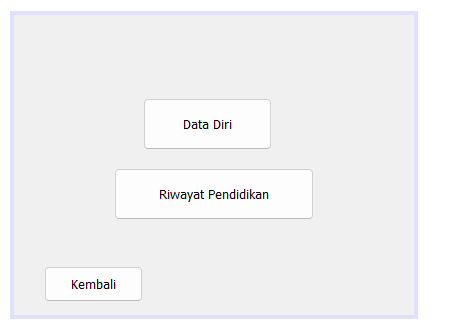 Data Diri
Riwayat Pendidikan
Kembali